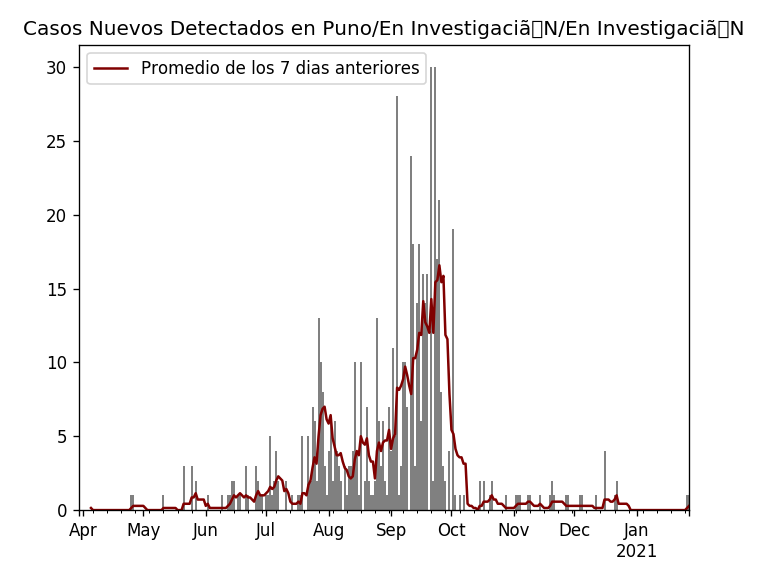 Casos Nuevos Detectados en Puno/En Investigaciã▯N/En Investigaciã▯N
Promedio de los 7 dias anteriores
30
25
20
15
10
5
0
Apr May Jun Jul Aug Sep Oct Nov Dec Jan
2021